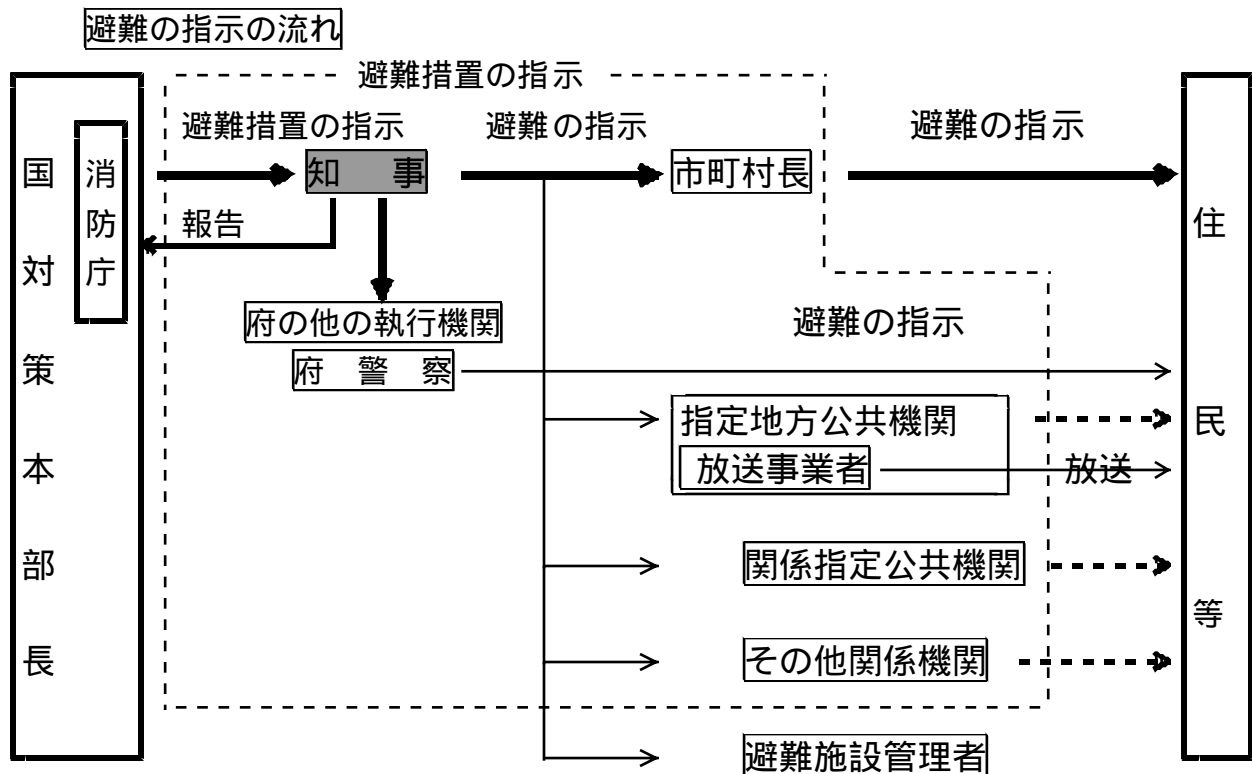 避難の指示の流れ
避難措置の指示
避難措置の指示
避難の指示
避難の指示
国対策本部長
消防庁
知 事
市町村長
住民等
報告
府の他の執行機関
避難の指示
府 警 察
指定地方公共機関
放送事業者
放送
関係指定公共機関
その他関係機関
避難施設管理者